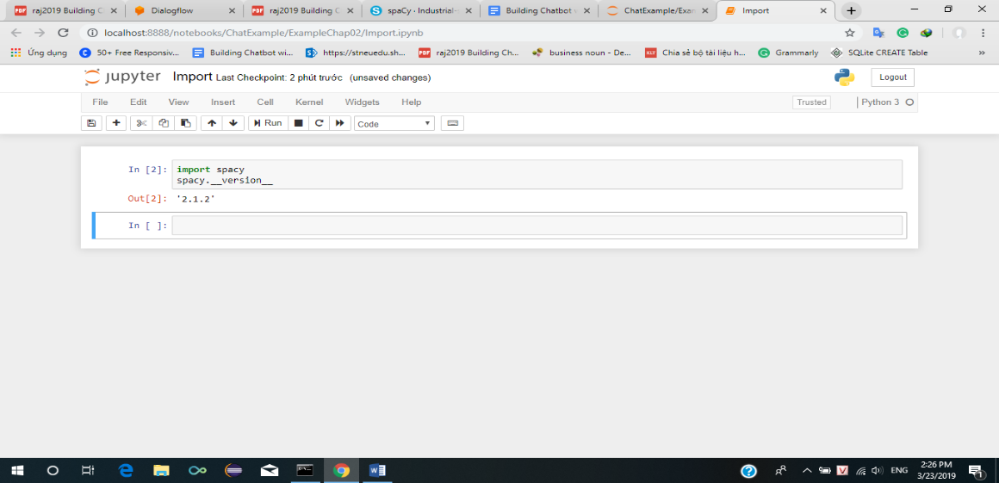 raj2019 Building C
Dialogflow
raj2019 Building C
spaCy · Industrial-
Building Chatbot v
ChatExample/Exan
Import
localhost:8888/notebooks/ChatExample/ExampleChap02/Import.ipynb
Ứng dụng
50+ Free Responsiv...
Building Chatbot wi...
https://stneuedu.sh...
raj2019 Building Ch...
business noun - De...
Chia sẻ bộ tài liệu h...
Grammarly
SQLite CREATE Table
»
jupyter Import Last Checkpoint: 2 phút trước (unsaved changes)
Logout
File Edit View Insert Cell Kernel Widgets Help
Trusted
Python 3
Run
Code
In [2]: import spacy
spacy.__version__
Out[2]: '2.1.2'
In [ ]:
ENG
2:26 PM
3/23/2019
1